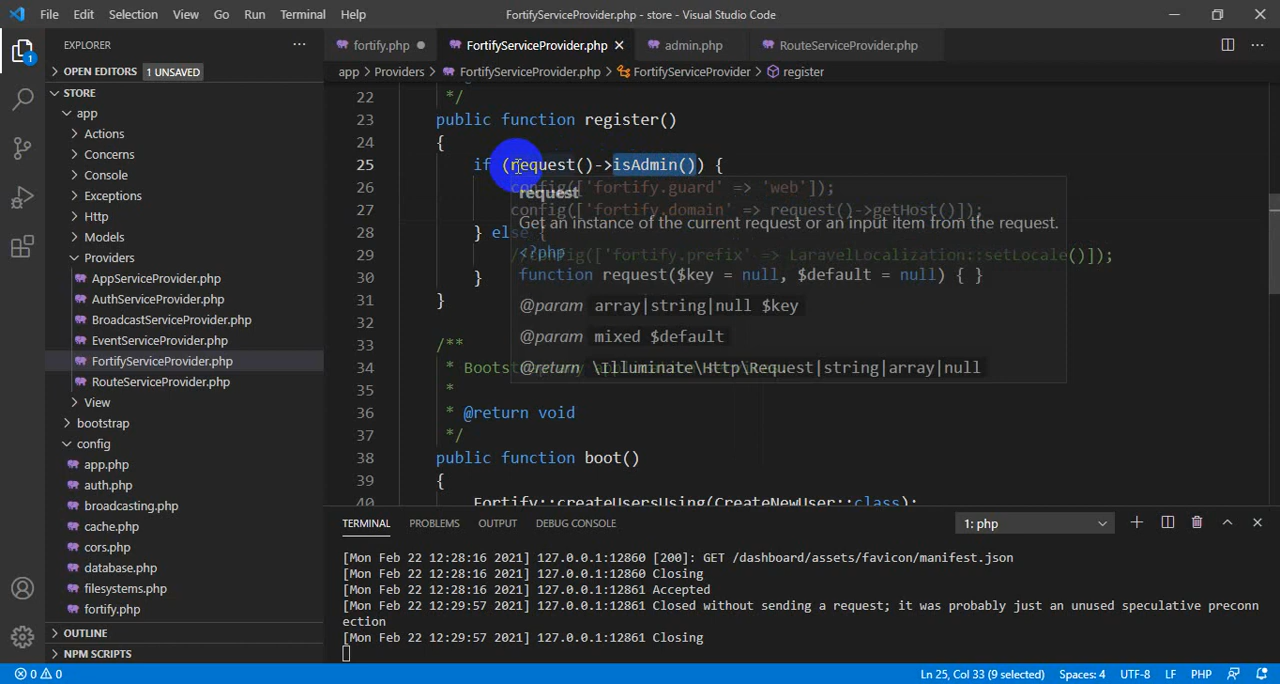 File Edit Selection View Go Run Terminal Help
FortifyServiceProvider.php - store - Visual Studio Code
EXPLORER
fortify.php
FortifyServiceProvider.php
admin.php
RouteServiceProvider.php
OPEN EDITORS 1 UNSAVED
app > Providers > FortifyServiceProvider.php > FortifyServiceProvider > register
STORE
app
Actions
Concerns
Console
Exceptions
Http
Models
Providers
AppServiceProvider.php
AuthServiceProvider.php
BroadcastServiceProvider.php
EventServiceProvider.php
FortifyServiceProvider.php
RouteServiceProvider.php
View
bootstrap
config
app.php
auth.php
broadcasting.php
cache.php
cors.php
database.php
filesystems.php
fortify.php
OUTLINE
NPM SCRIPTS
22 */
23 public function register()
24 {
25 if (request()->isAdmin()) {
26 config(['fortify.guard' => 'web']);
27 config(['fortify.domain' => request()->getHost()]);
28 } else {
29 //config(['fortify.prefix' => LaravelLocalization::setLocale()]);
30 }
31 }
32
33 /**
34 * Bootst
35 *
36 * @return void
37 */
38 public function boot()
39 {
40 Fortify::createUsersUsing(CreateNewUser::class);
request
Get an instance of the current request or an input item from the request.
<?php
function request($key = null, $default = null) { }
@param array|string|null $key
@param mixed $default
@return \Illuminate\Http\Request|string|array|null
TERMINAL PROBLEMS OUTPUT DEBUG CONSOLE
1: php
[Mon Feb 22 12:28:16 2021] 127.0.0.1:12860 [200]: GET /dashboard/assets/favicon/manifest.json
[Mon Feb 22 12:28:16 2021] 127.0.0.1:12860 Closing
[Mon Feb 22 12:28:16 2021] 127.0.0.1:12861 Accepted
[Mon Feb 22 12:29:57 2021] 127.0.0.1:12861 Closed without sending a request; it was probably just an unused speculative preconn
ection
[Mon Feb 22 12:29:57 2021] 127.0.0.1:12861 Closing
0 0
Ln 25, Col 33 (9 selected) Spaces: 4 UTF-8 LF PHP